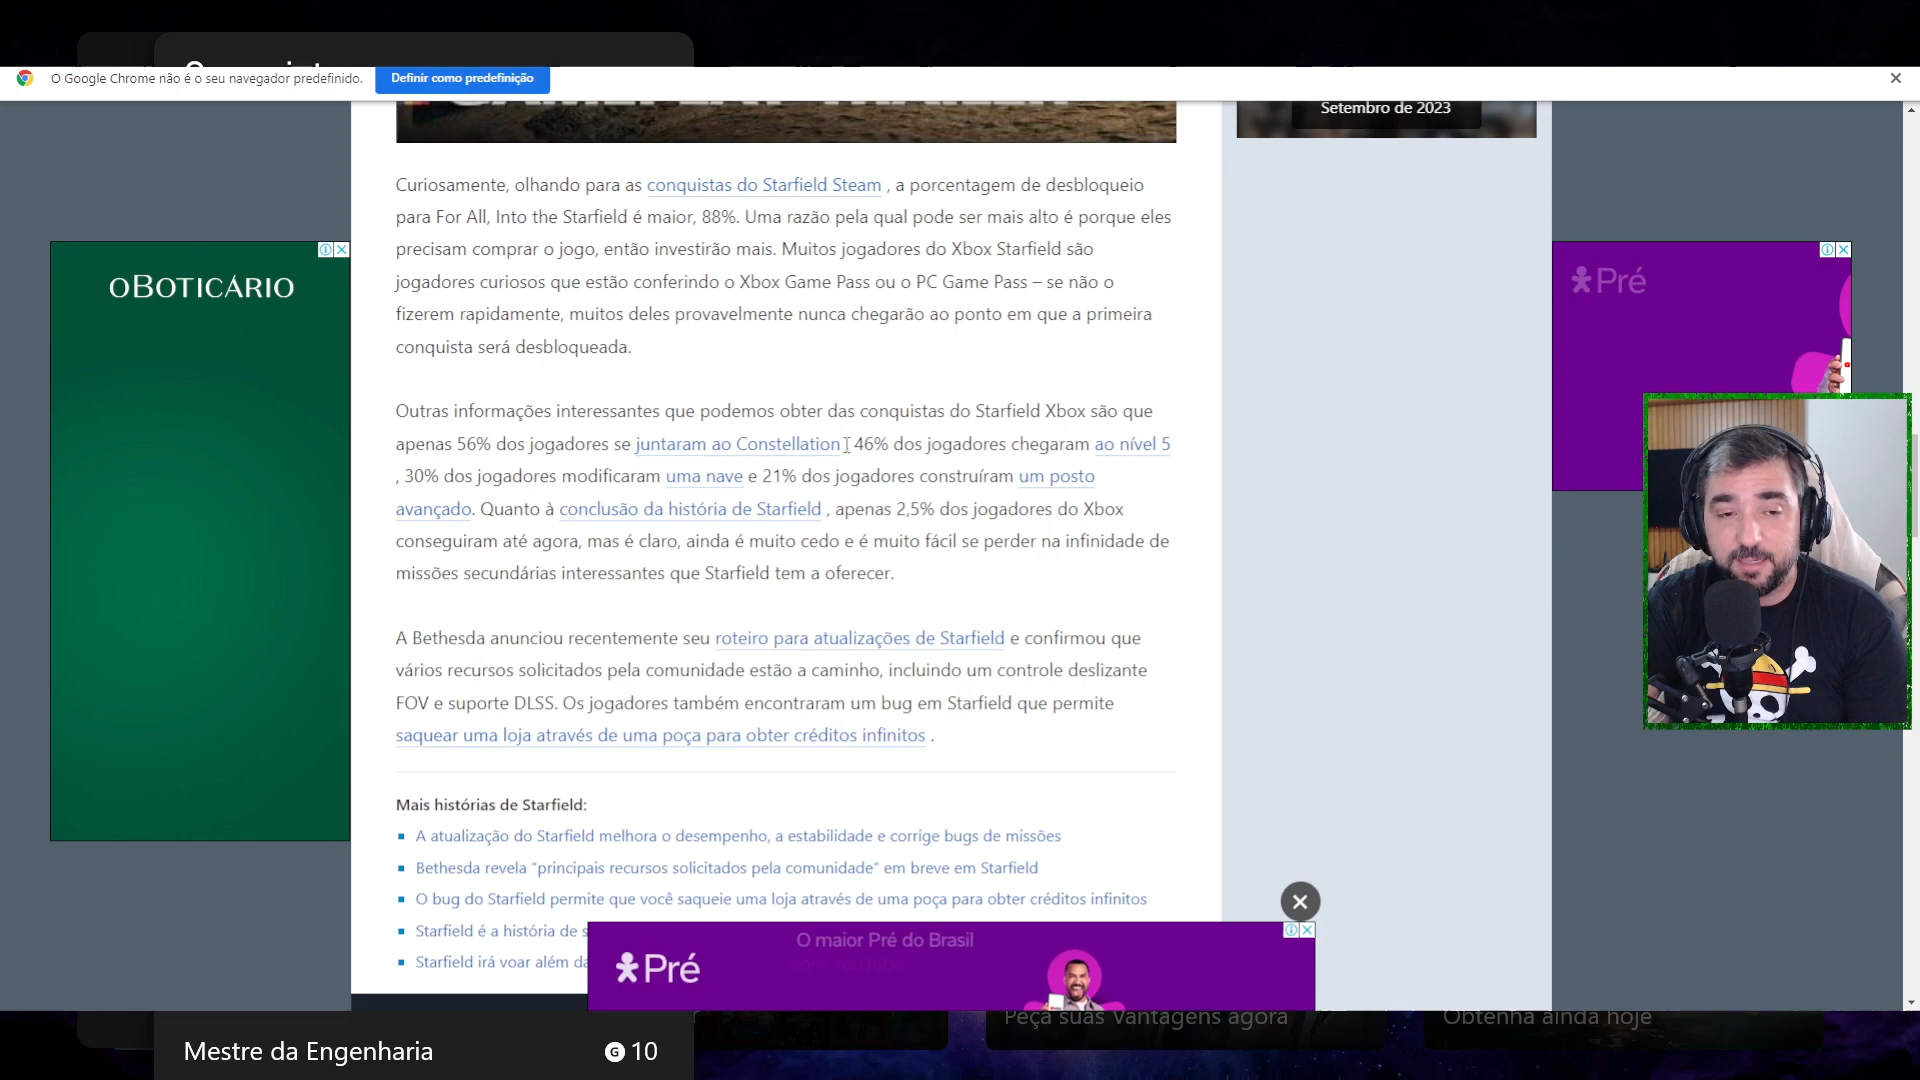 O Google Chrome não é o seu navegador predefinido.
Definir como predefinição
Setembro de 2023
Curiosamente, olhando para as conquistas do Starfield Steam , a porcentagem de desbloqueio
para For All, Into the Starfield é maior, 88%. Uma razão pela qual pode ser mais alto é porque eles
precisam comprar o jogo, então investirão mais. Muitos jogadores do Xbox Starfield são
jogadores curiosos que estão conferindo o Xbox Game Pass ou o PC Game Pass – se não o
fizerem rapidamente, muitos deles provavelmente nunca chegarão ao ponto em que a primeira
conquista será desbloqueada.
Outras informações interessantes que podemos obter das conquistas do Starfield Xbox são que
apenas 56% dos jogadores se juntaram ao Constellation 46% dos jogadores chegaram ao nível 5
, 30% dos jogadores modificaram uma nave e 21% dos jogadores construíram um posto
avançado. Quanto à conclusão da história de Starfield , apenas 2,5% dos jogadores do Xbox
conseguiram até agora, mas é claro, ainda é muito cedo e é muito fácil se perder na infinidade de
missões secundárias interessantes que Starfield tem a oferecer.
A Bethesda anunciou recentemente seu roteiro para atualizações de Starfield e confirmou que
vários recursos solicitados pela comunidade estão a caminho, incluindo um controle deslizante
FOV e suporte DLSS. Os jogadores também encontraram um bug em Starfield que permite
saquear uma loja através de uma poça para obter créditos infinitos .
Mais histórias de Starfield:
A atualização do Starfield melhora o desempenho, a estabilidade e corrige bugs de missões
Bethesda revela “principais recursos solicitados pela comunidade” em breve em Starfield
O bug do Starfield permite que você saqueie uma loja através de uma poça para obter créditos infinitos
Starfield é a história de
Starfield irá voar além
oBOTICÁRIO
Pré
O maior Pré do Brasil
Pré
Peça suas vantagens agora
Obtenha ainda hoje
Mestre da Engenharia
G 10